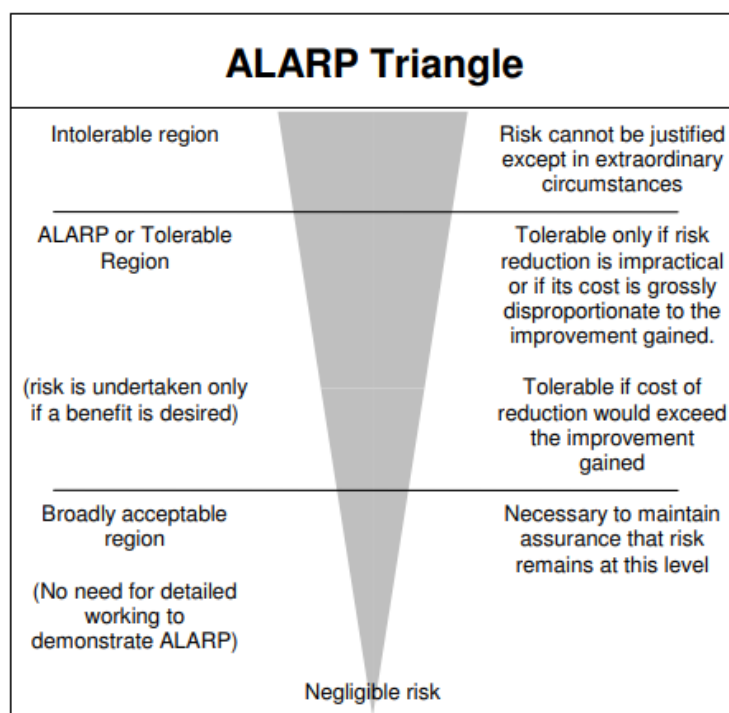 ALARP Triangle
Intolerable region
Risk cannot be justified
except in extraordinary
circumstances
ALARP or Tolerable
Region
Tolerable only if risk
reduction is impractical
or if its cost is grossly
disproportionate to the
improvement gained.
(risk is undertaken only
if a benefit is desired)
Tolerable if cost of
reduction would exceed
the improvement
gained
Broadly acceptable
region
Necessary to maintain
assurance that risk
remains at this level
(No need for detailed
working to
demonstrate ALARP)
Negligible risk